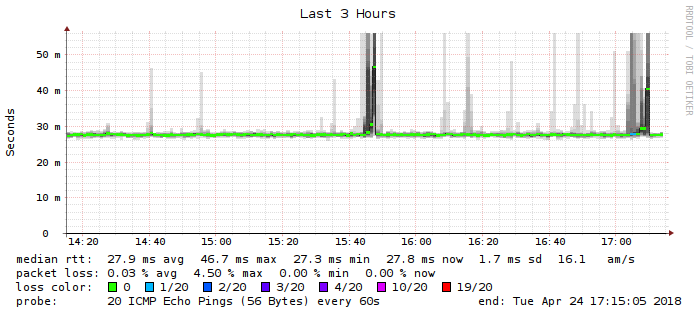 Last 3 Hours
RRDTOOL / TOBI OETIKER
Seconds
50 m
40 m
30 m
20 m
10 m
0
14:20 14:40 15:00 15:20 15:40 16:00 16:20 16:40 17:00
median rtt: 27.9 ms avg 46.7 ms max 27.3 ms min 27.8 ms now 1.7 ms sd 16.1 am/s
packet loss: 0.03 % avg 4.50 % max 0.00 % min 0.00 % now
loss color: 0 1/20 2/20 3/20 4/20 10/20 19/20
probe: 20 ICMP Echo Pings (56 Bytes) every 60s end: Tue Apr 24 17:15:05 2018